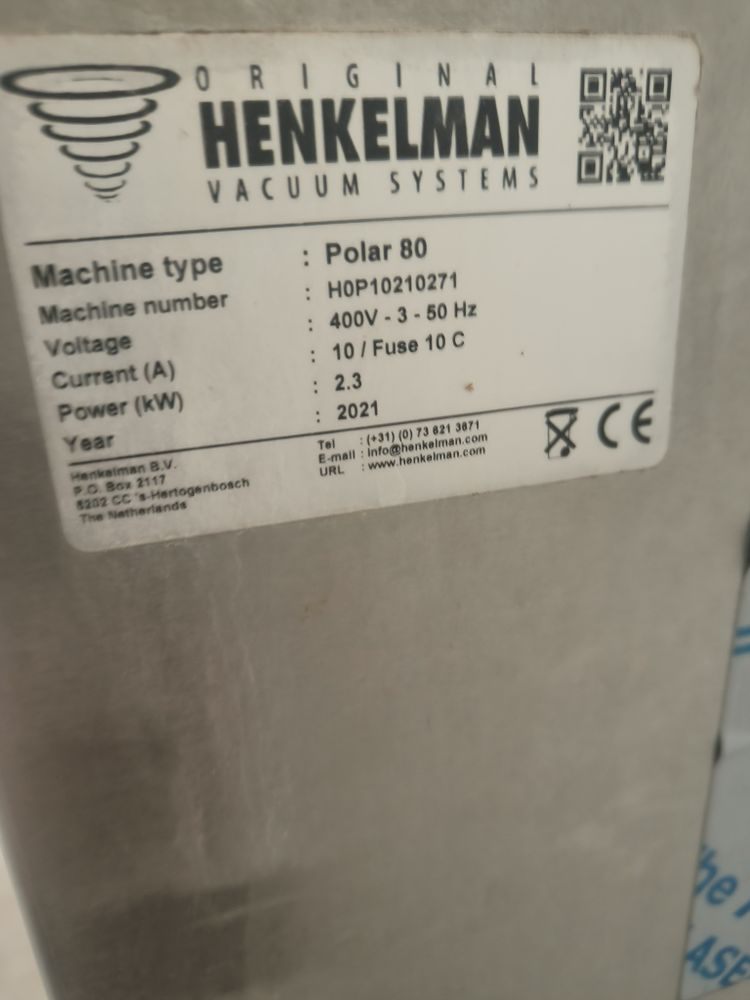 ORIGINAL
HENKELMAN
VACUUM SYSTEMS
Machine type : Polar 80
Machine number : H0P10210271
Voltage : 400V - 3 - 50 Hz
Current (A) : 10 / Fuse 10 C
Power (kW) : 2.3
Year : 2021
Henkelman B.V.
P.O. Box 2117
5202 CC 's-Hertogenbosch
The Netherlands
Tel : (+31) (0) 73 621 3671
E-mail : info@henkelman.com
URL : www.henkelman.com
CE